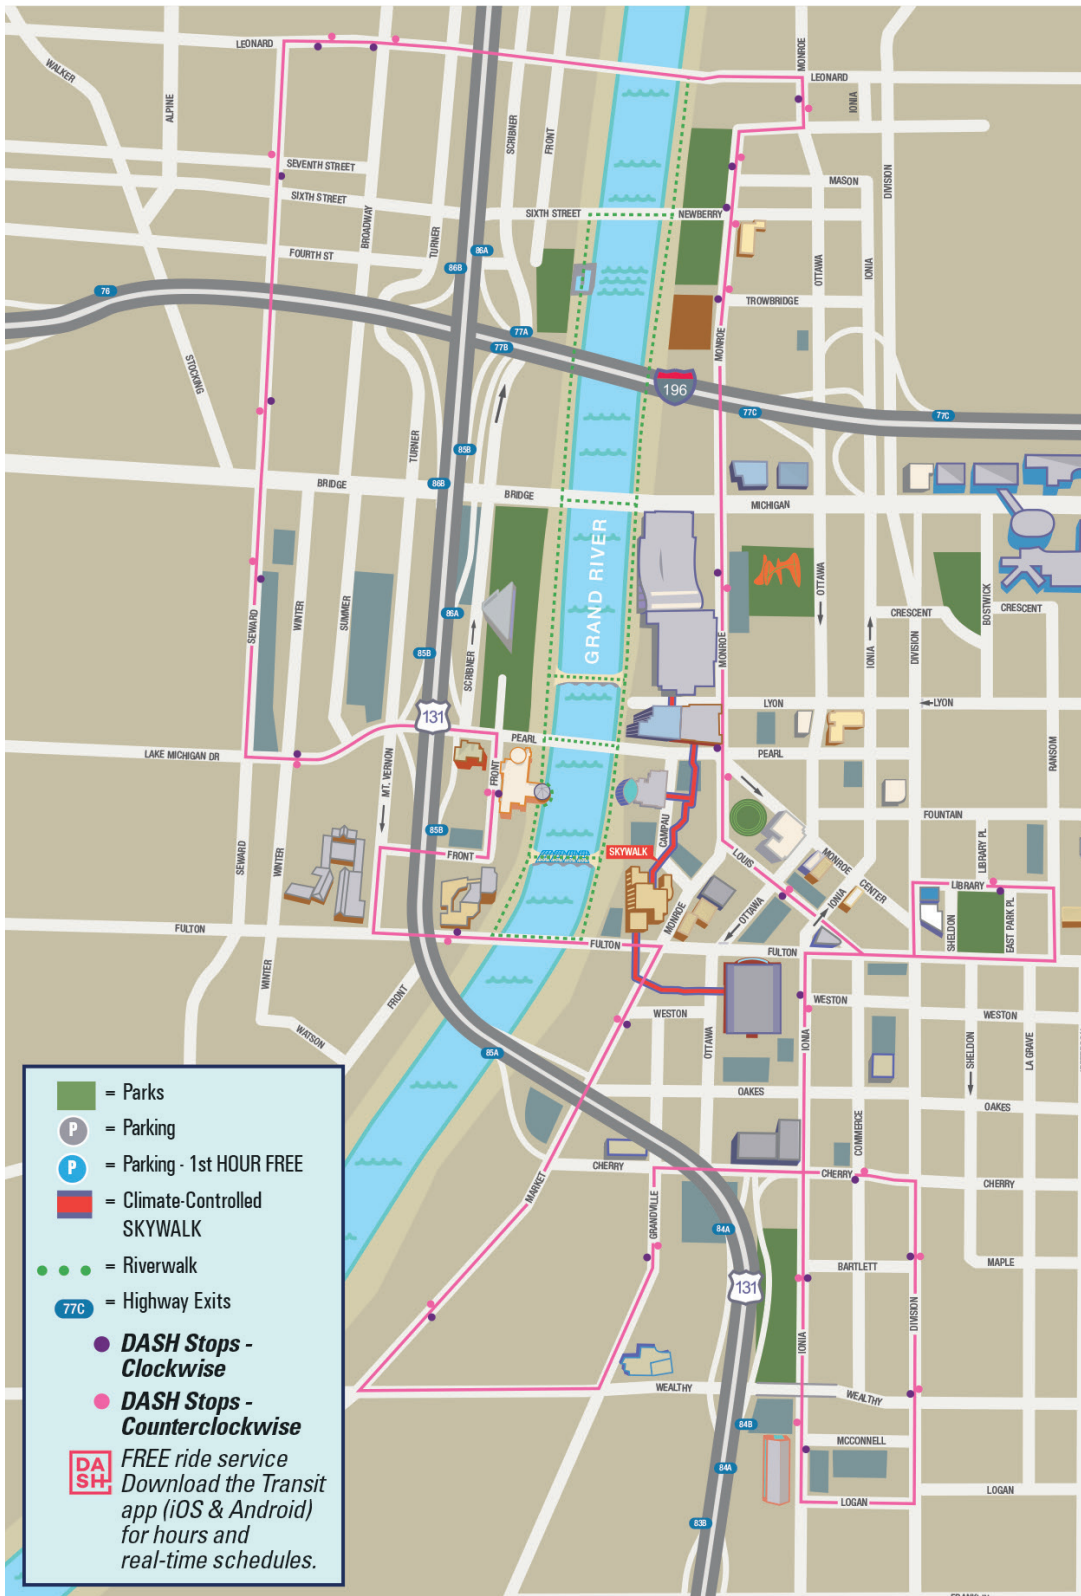 LEONARD
WALKER
ALPINE
SCRIBNER
FRONT
MONROE
LEONARD
IONIA
DIVISION
SEVENTH STREET
SIXTH STREET
BROADWAY
TURNER
SIXTH STREET
NEWBERRY
MASON
FOURTH ST
86A
86B
OTTAWA
IONIA
76
77A
77B
TROWBRIDGE
MONROE
STOCKING
196
77C
77C
TURNER
85B
86B
BRIDGE
BRIDGE
MICHIGAN
GRAND RIVER
OTTAWA
BOSTWICK
CRESCENT
CRESCENT
SEWARD
WINTER
SUMMER
86A
85B
SCRIBNER
MONROE
IONIA
DIVISION
LYON
LYON
131
PEARL
PEARL
LAKE MICHIGAN DR
MT. VERNON
FRONT
RANSOM
CAMPAU
FOUNTAIN
85B
FRONT
SKYWALK
LOUIS
MONROE
CENTER
LIBRARY PL
SEWARD
WINTER
LIBRARY
IONIA
OTTAWA
MONROE
SHELDON
EAST PARK PL
FULTON
FULTON
FULTON
WINTER
FRONT
WATSON
WESTON
WESTON
WESTON
OTTAWA
IONIA
SHELDON
LA GRAVE
85A
OAKES
OAKES
COMMERCE
CHERRY
CHERRY
CHERRY
MARKET
GRANDVILLE
84A
BARTLETT
MAPLE
131
IONIA
DIVISION
WEALTHY
WEALTHY
84B
MCCONNELL
84A
LOGAN
LOGAN
83B
= Parks
P = Parking
P = Parking - 1st HOUR FREE
= Climate-Controlled
SKYWALK
= Riverwalk
77C = Highway Exits
DASH Stops -
Clockwise
DASH Stops -
Counterclockwise
DA
SH
FREE ride service
Download the Transit
app (iOS & Android)
for hours and
real-time schedules.